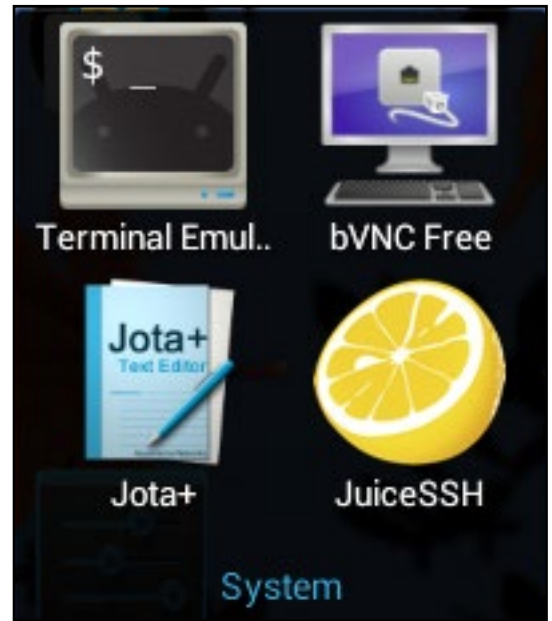 $ _
Terminal Emul..
bVNC Free
Jota+
Text Editor
Jota+
JuiceSSH
System